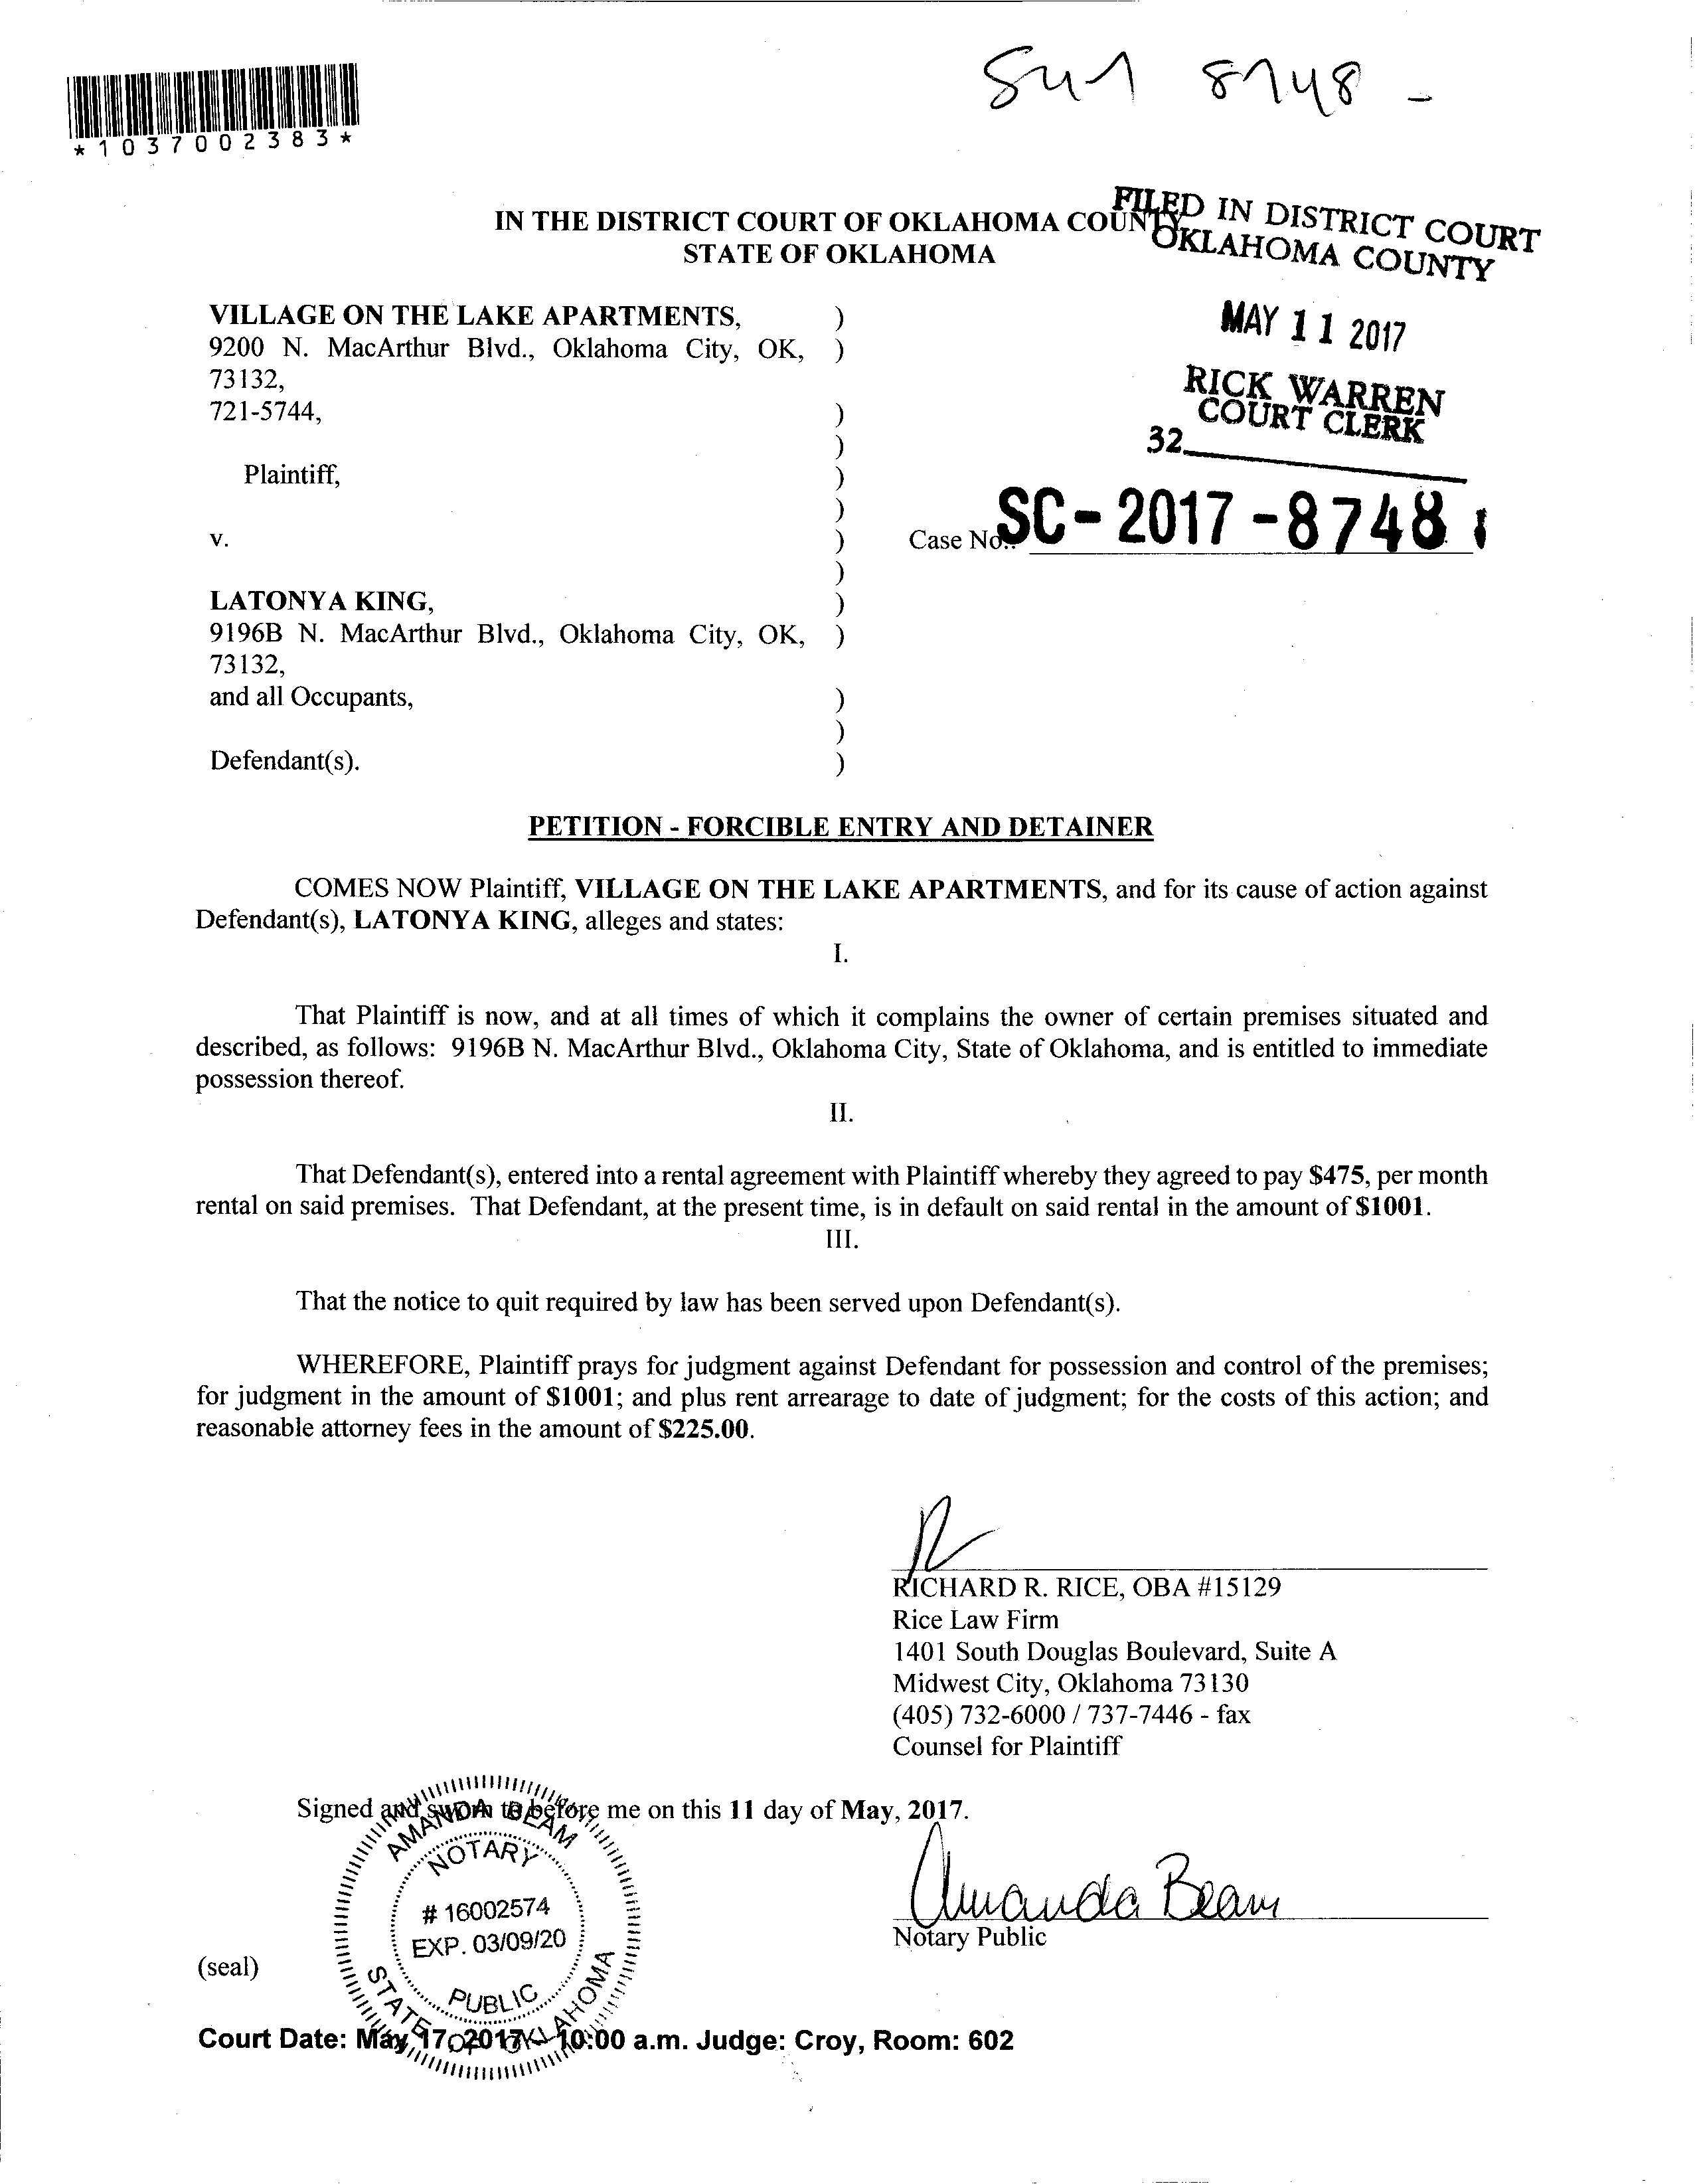 *1037002383*
8748 -
IN THE DISTRICT COURT OF OKLAHOMA COUNTY
STATE OF OKLAHOMA
FILED IN DISTRICT COURT
OKLAHOMA COUNTY
MAY 11 2017
RICK WARREN
COURT CLERK
32
VILLAGE ON THE LAKE APARTMENTS, )
9200 N. MacArthur Blvd., Oklahoma City, OK, )
73132,
721-5744, )
)
Plaintiff, )
)
v. )
Case No.: SC-2017-8748
)
LATONYA KING, )
9196B N. MacArthur Blvd., Oklahoma City, OK, )
73132,
and all Occupants, )
)
Defendant(s). )
PETITION - FORCIBLE ENTRY AND DETAINER
COMES NOW Plaintiff, VILLAGE ON THE LAKE APARTMENTS, and for its cause of action against
Defendant(s), LATONYA KING, alleges and states:
I.
That Plaintiff is now, and at all times of which it complains the owner of certain premises situated and
described, as follows: 9196B N. MacArthur Blvd., Oklahoma City, State of Oklahoma, and is entitled to immediate
possession thereof.
II.
That Defendant(s), entered into a rental agreement with Plaintiff whereby they agreed to pay $475, per month
rental on said premises. That Defendant, at the present time, is in default on said rental in the amount of $1001.
III.
That the notice to quit required by law has been served upon Defendant(s).
WHEREFORE, Plaintiff prays for judgment against Defendant for possession and control of the premises;
for judgment in the amount of $1001; and plus rent arrearage to date of judgment; for the costs of this action; and
reasonable attorney fees in the amount of $225.00.
RICHARD R. RICE, OBA #15129
Rice Law Firm
1401 South Douglas Boulevard, Suite A
Midwest City, Oklahoma 73130
(405) 732-6000 / 737-7446 - fax
Counsel for Plaintiff
Signed and sworn to before me on this 11 day of May, 2017.
AMANDA BEAM
NOTARY
# 16002574
EXP. 03/09/20
PUBLIC
STATE OF OKLAHOMA
Amanda Beam
Notary Public
(seal)
Court Date: May 17, 2017 10:00 a.m. Judge: Croy, Room: 602